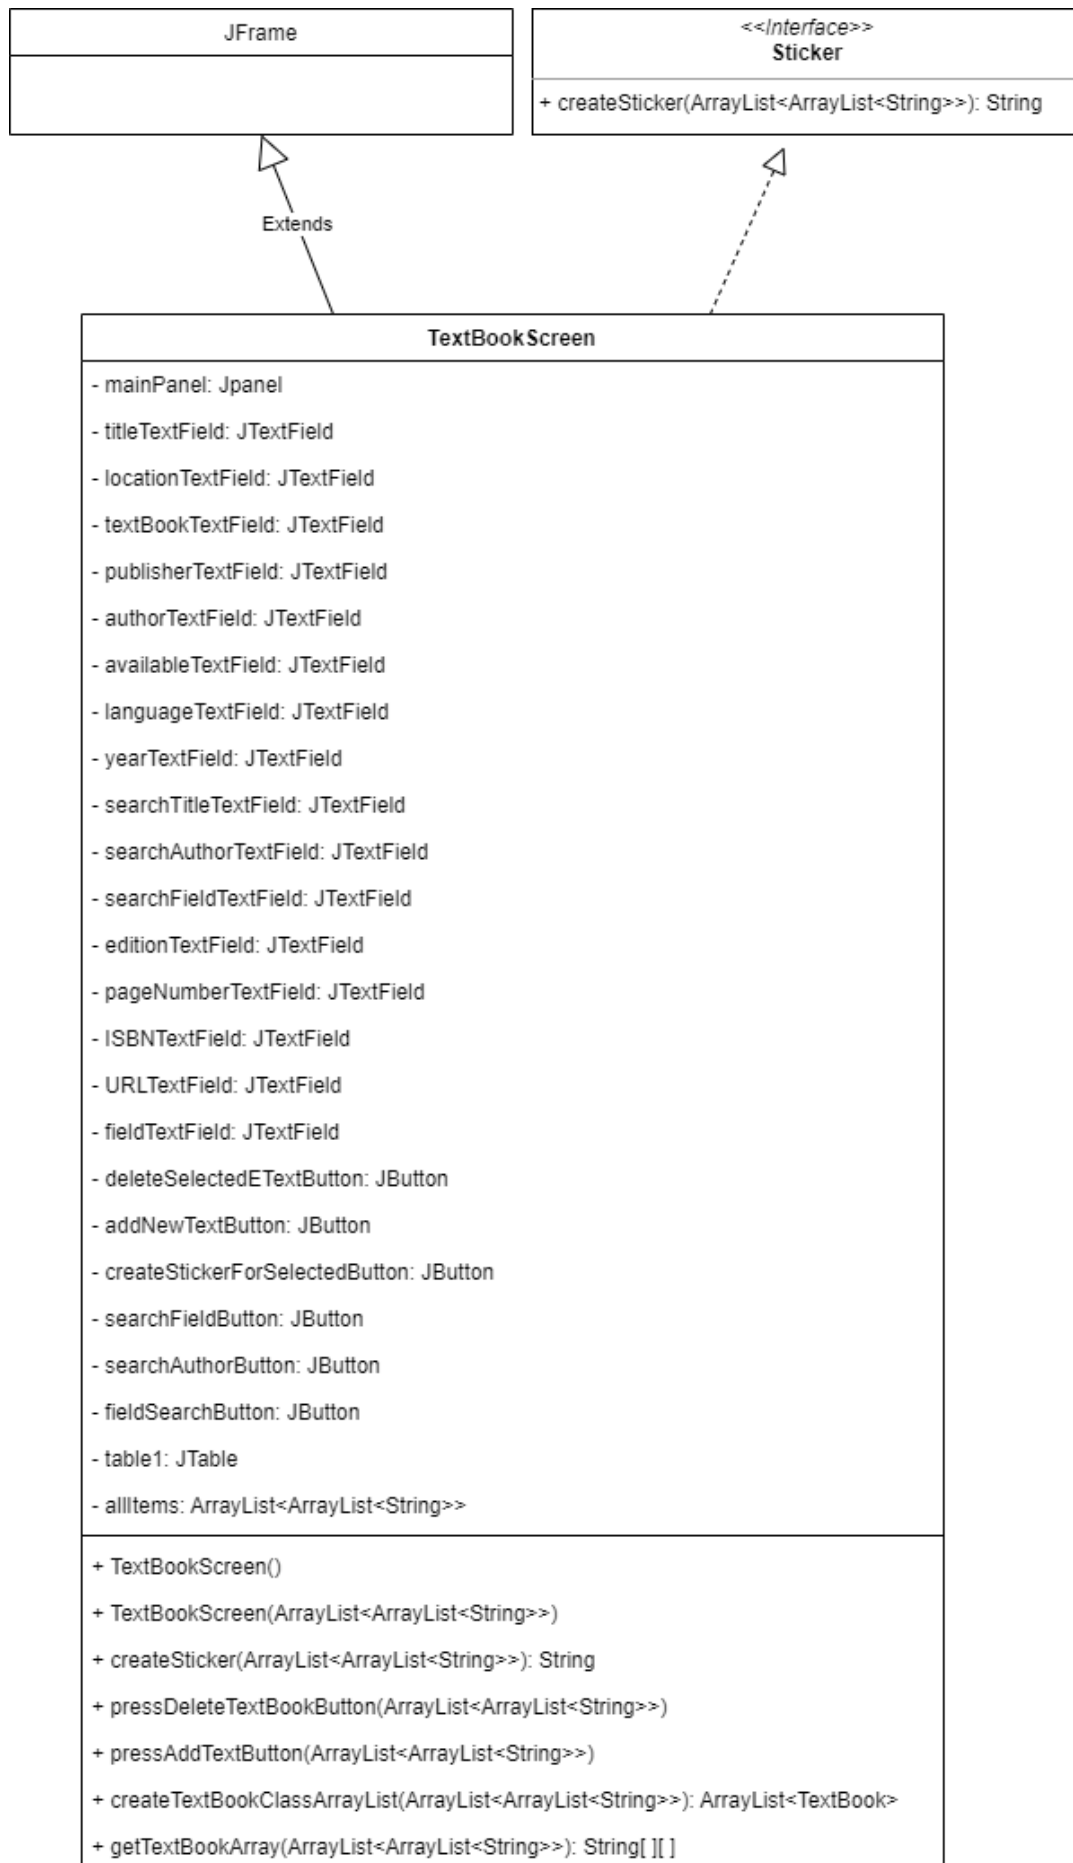 JFrame
<<Interface>>
Sticker
+ createSticker(ArrayList<ArrayList<String>>): String
Extends
TextBookScreen
- mainPanel: Jpanel
- titleTextField: JTextField
- locationTextField: JTextField
- textBookTextField: JTextField
- publisherTextField: JTextField
- authorTextField: JTextField
- availableTextField: JTextField
- languageTextField: JTextField
- yearTextField: JTextField
- searchTitleTextField: JTextField
- searchAuthorTextField: JTextField
- searchFieldTextField: JTextField
- editionTextField: JTextField
- pageNumberTextField: JTextField
- ISBNTextField: JTextField
- URLTextField: JTextField
- fieldTextField: JTextField
- deleteSelectedETextButton: JButton
- addNewTextButton: JButton
- createStickerForSelectedButton: JButton
- searchFieldButton: JButton
- searchAuthorButton: JButton
- fieldSearchButton: JButton
- table1: JTable
- allItems: ArrayList<ArrayList<String>>
+ TextBookScreen()
+ TextBookScreen(ArrayList<ArrayList<String>>)
+ createSticker(ArrayList<ArrayList<String>>): String
+ pressDeleteTextBookButton(ArrayList<ArrayList<String>>)
+ pressAddTextButton(ArrayList<ArrayList<String>>)
+ createTextBookClassArrayList(ArrayList<ArrayList<String>>): ArrayList<TextBook>
+ getTextBookArray(ArrayList<ArrayList<String>>): String[ ][ ]